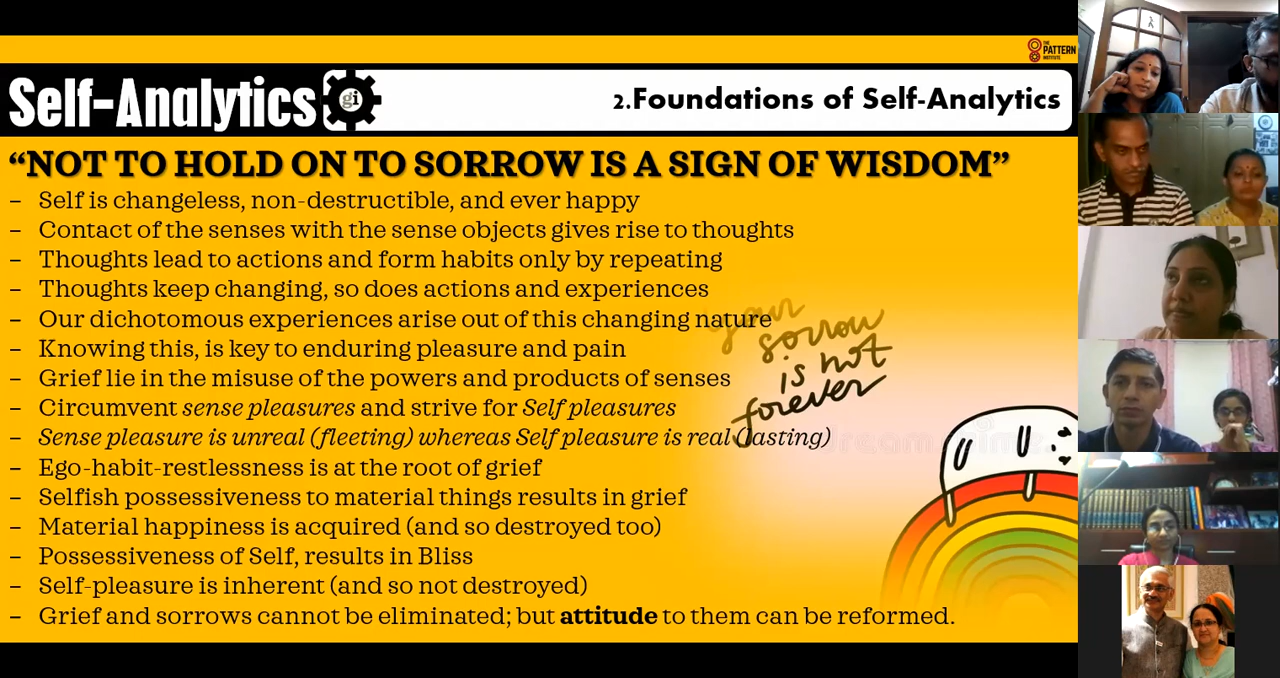 THE
PATTERN
INSTITUTE
Self-Analytics
gi
2.Foundations of Self-Analytics
“NOT TO HOLD ON TO SORROW IS A SIGN OF WISDOM”
– Self is changeless, non-destructible, and ever happy
– Contact of the senses with the sense objects gives rise to thoughts
– Thoughts lead to actions and form habits only by repeating
– Thoughts keep changing, so does actions and experiences
– Our dichotomous experiences arise out of this changing nature
– Knowing this, is key to enduring pleasure and pain
– Grief lie in the misuse of the powers and products of senses
– Circumvent sense pleasures and strive for Self pleasures
– Sense pleasure is unreal (fleeting) whereas Self pleasure is real (lasting)
– Ego-habit-restlessness is at the root of grief
– Selfish possessiveness to material things results in grief
– Material happiness is acquired (and so destroyed too)
– Possessiveness of Self, results in Bliss
– Self-pleasure is inherent (and so not destroyed)
– Grief and sorrows cannot be eliminated; but attitude to them can be reformed.
your
sorrow
is not
forever